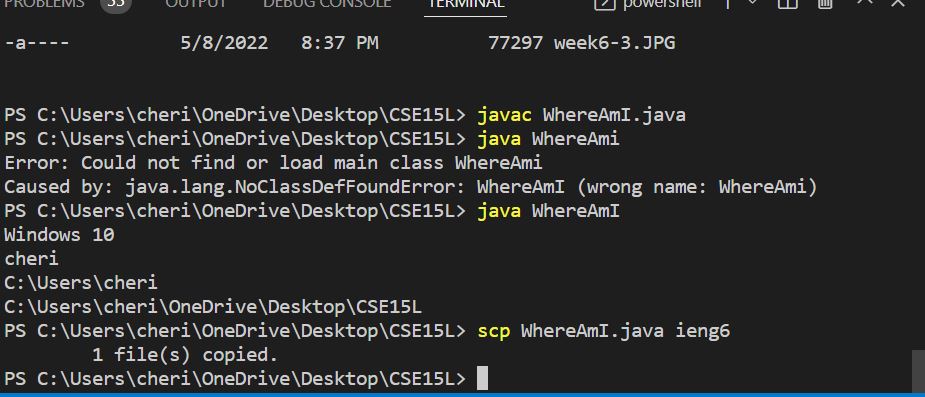 PROBLEMS 33 OUTPUT DEBUG CONSOLE TERMINAL powershell
-a---- 5/8/2022 8:37 PM 77297 week6-3.JPG
PS C:\Users\cheri\OneDrive\Desktop\CSE15L> javac WhereAmI.java
PS C:\Users\cheri\OneDrive\Desktop\CSE15L> java WhereAmi
Error: Could not find or load main class WhereAmi
Caused by: java.lang.NoClassDefFoundError: WhereAmI (wrong name: WhereAmi)
PS C:\Users\cheri\OneDrive\Desktop\CSE15L> java WhereAmI
Windows 10
cheri
C:\Users\cheri
C:\Users\cheri\OneDrive\Desktop\CSE15L
PS C:\Users\cheri\OneDrive\Desktop\CSE15L> scp WhereAmI.java ieng6
1 file(s) copied.
PS C:\Users\cheri\OneDrive\Desktop\CSE15L>